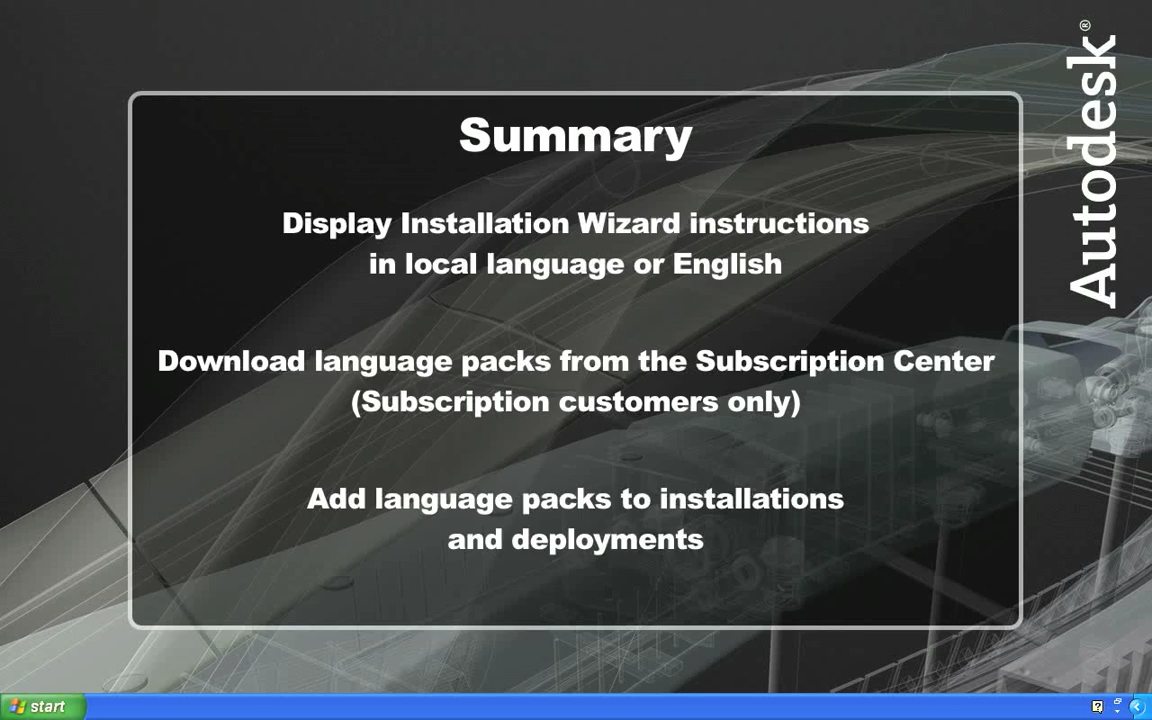 Summary
Display Installation Wizard instructions
in local language or English
Download language packs from the Subscription Center
(Subscription customers only)
Add language packs to installations
and deployments
Autodesk®
start